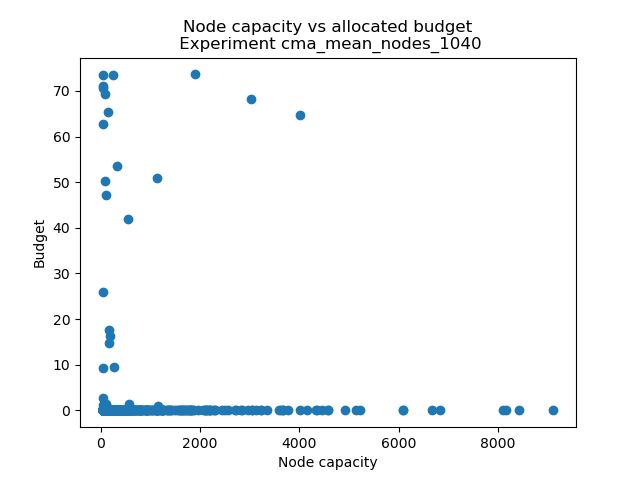 Node capacity vs allocated budget
Experiment cma_mean_nodes_1040
70
60
50
40
30
20
10
0
Budget
0 2000 4000 6000 8000
Node capacity